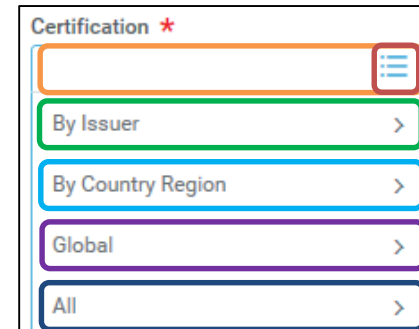 Certification *
By Issuer
By Country Region
Global
All